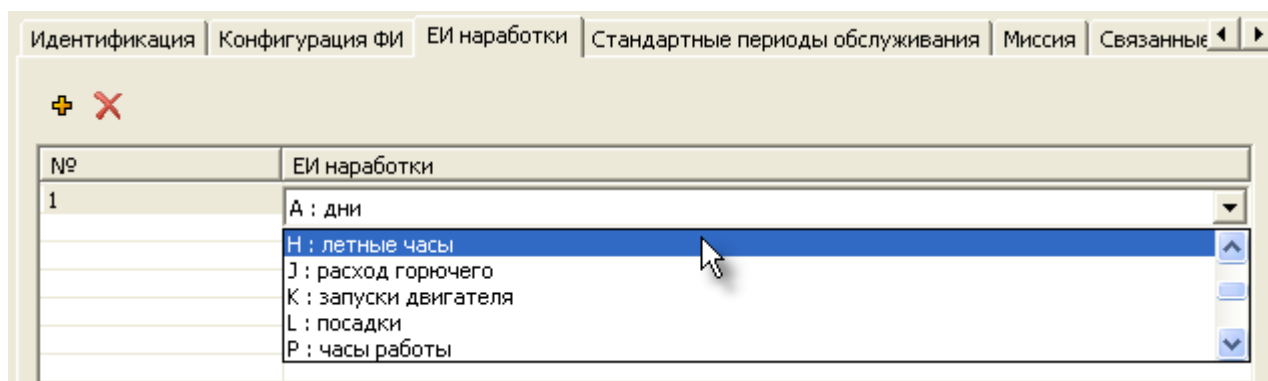 Идентификация Конфигурация ФИ ЕИ наработки Стандартные периоды обслуживания Миссия Связанные
№ ЕИ наработки
1 A : дни
H : летные часы
J : расход горючего
K : запуски двигателя
L : посадки
P : часы работы